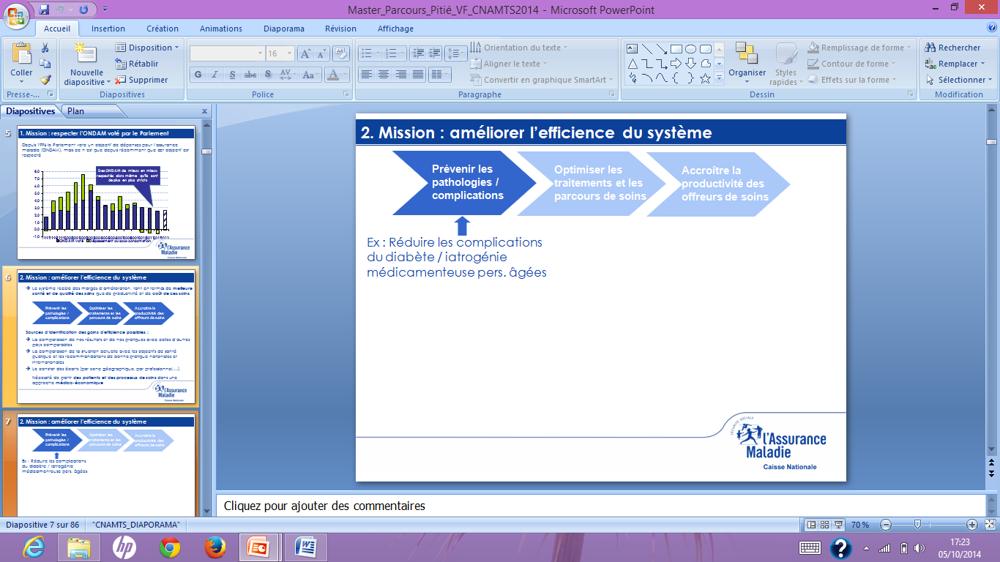 Master_Parcours_Pitié_VF_CNAMTS2014 - Microsoft PowerPoint
Accueil Insertion Création Animations Diaporama Révision Affichage
Coller
Presse-...
Nouvelle diapositive
Disposition
Rétablir
Supprimer
Diapositives
16
G I S abc S AV Aa A
Police
Orientation du texte
Aligner le texte
Convertir en graphique SmartArt
Paragraphe
Organiser
Styles rapides
Remplissage de forme
Contour de forme
Effets sur la forme
Dessin
Rechercher
Remplacer
Sélectionner
Modification
Diapositives Plan x
5
1. Mission : respecter l'ONDAM voté par le Parlement
Depuis 1996 le Parlement vote un objectif de dépenses pour l'assurance
maladie (ONDAM), mais ce n'est que depuis récemment que cet objectif est
respecté
Des ONDAM de mieux en mieux
respectés alors même qu'ils sont
de plus en plus stricts
8,0
7,0
6,0
5,0
4,0
3,0
2,0
1,0
0,0
-1,0
ONDAM voté Dépassement ou sous-consommation
l'Assurance
Maladie
Caisse Nationale
6
2. Mission : améliorer l'efficience du système
Le système recèle des marges d'amélioration, tant en termes de meilleure
santé et de qualité des soins que de productivité et de coût de ces soins.
Prévenir les
pathologies /
complications
Optimiser les
traitements et les
parcours de soins
Accroître la
productivité des
offreurs de soins
Sources d'identification des gains d'efficience possibles :
La comparaison de nos résultats et de nos pratiques avec celles d'autres
pays comparables
La comparaison de la situation actuelle avec les objectifs de santé
publique et les recommandations de bonne pratique nationales et
internationales
Le constat des écarts (par zone géographique, par professionnel,...)
Nécessité de partir des patients et des processus de soins dans une
approche médico-économique
l'Assurance
Maladie
Caisse Nationale
7
2. Mission : améliorer l'efficience du système
Prévenir les
pathologies /
complications
Optimiser les
traitements et les
parcours de soins
Accroître la
productivité des
offreurs de soins
Ex : Réduire les complications
du diabète / iatrogénie
médicamenteuse pers. âgées
2. Mission : améliorer l'efficience du système
Prévenir les
pathologies /
complications
Optimiser les
traitements et les
parcours de soins
Accroître la
productivité des
offreurs de soins
Ex : Réduire les complications
du diabète / iatrogénie
médicamenteuse pers. âgées
SÉCURITÉ SOCIALE
l'Assurance
Maladie
Caisse Nationale
Cliquez pour ajouter des commentaires
Diapositive 7 sur 86 "CNAMTS_DIAPORAMA" 70 %
17:23
05/10/2014